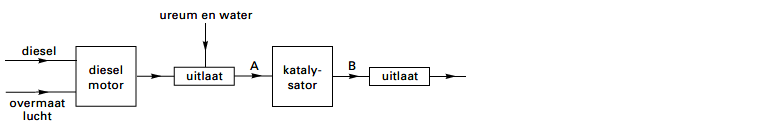 ureum en water
diesel
diesel
motor
uitlaat
A
kataly-
sator
B
uitlaat
overmaat
lucht